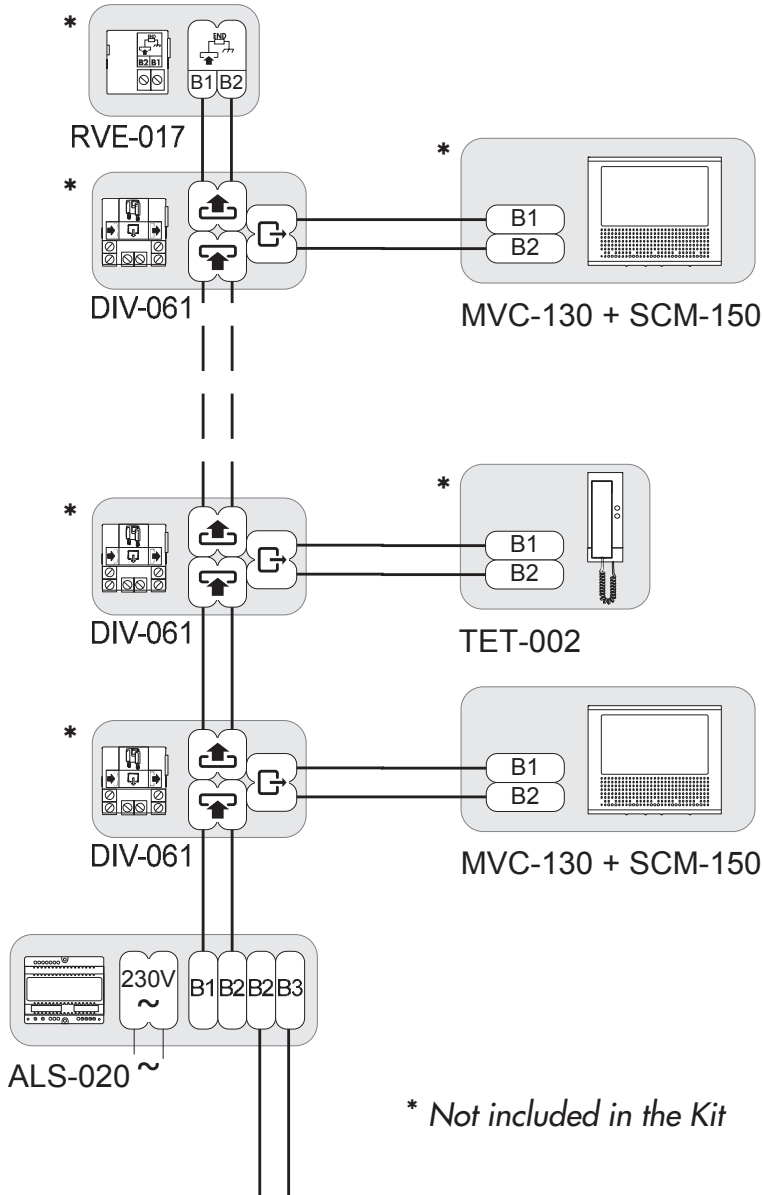 *
END
B2 B1
END
B1 B2
RVE-017
*
DIV-061
*
B1
B2
MVC-130 + SCM-150
*
DIV-061
*
B1
B2
TET-002
*
DIV-061
B1
B2
MVC-130 + SCM-150
230V
~
B1 B2 B2 B3
ALS-020 ~
* Not included in the Kit